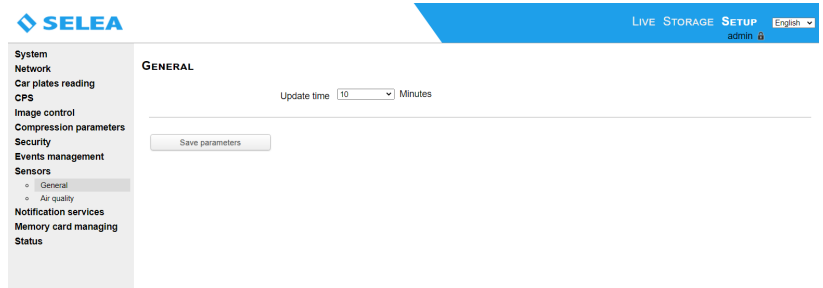 SELEA
LIVE STORAGE SETUP English
admin
System
Network
Car plates reading
CPS
Image control
Compression parameters
Security
Events management
Sensors
General
Air quality
Notification services
Memory card managing
Status
GENERAL
Update time 10 Minutes
Save parameters